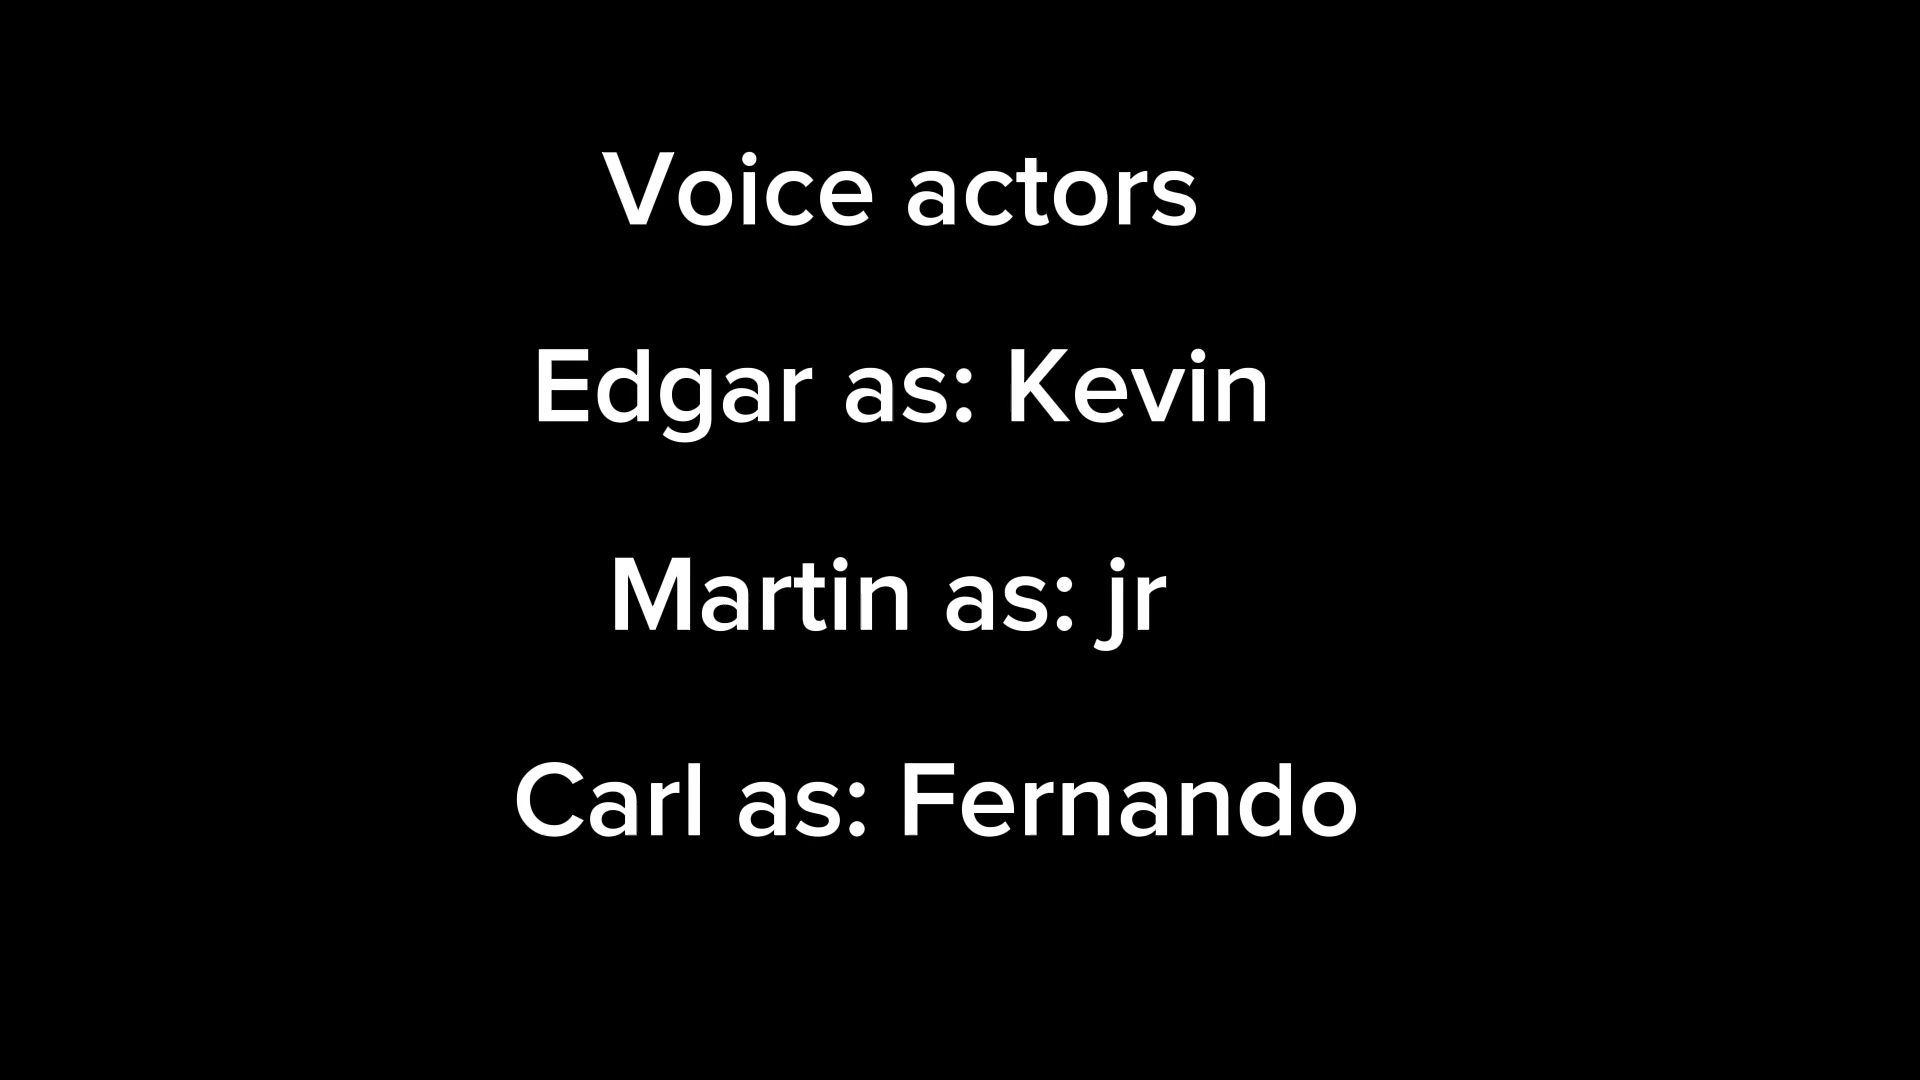 Voice actors
Edgar as: Kevin
Martin as: jr
Carl as: Fernando